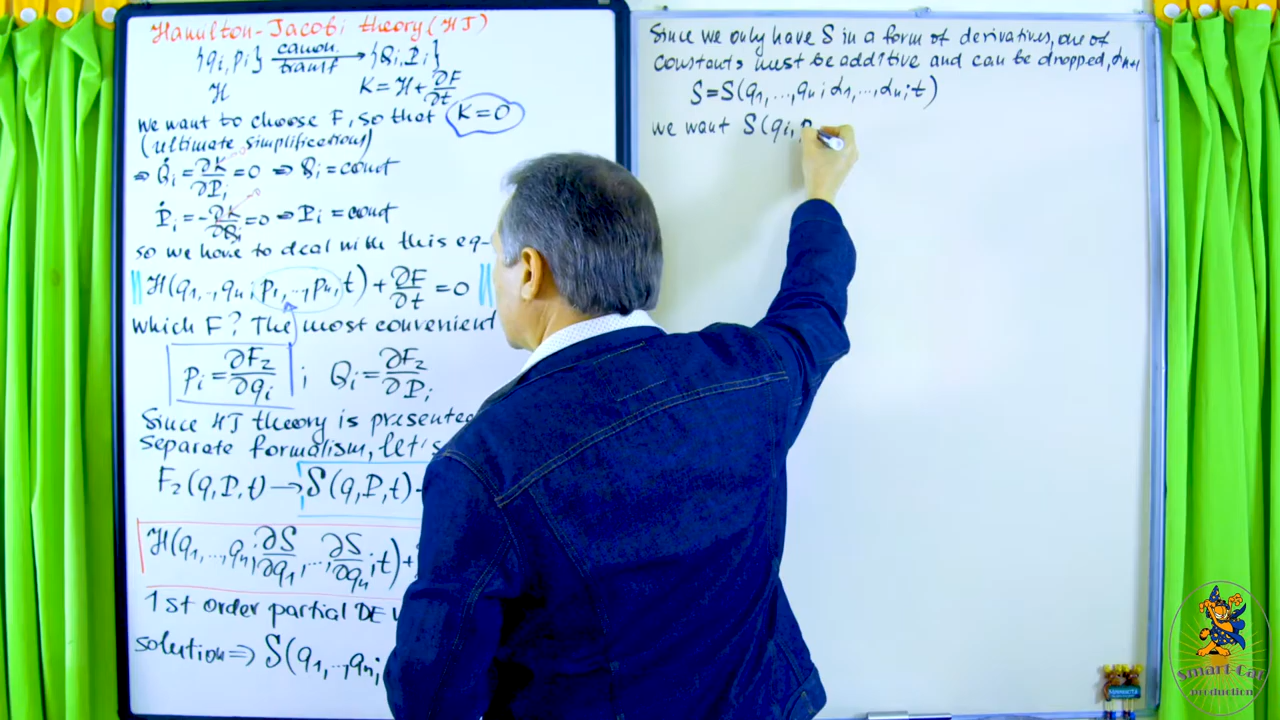 Hamilton-Jacobi theory (HJ)
{qi, pi} canon. transf → {Qi, Pi}
ℋ K = ℋ + ∂F/∂t
we want to choose F, so that K=0
(ultimate simplifications)
⇒ Q̇i = ∂K/∂Pi = 0 ⇒ Qi = const
Ṗi = -∂K/∂Qi = 0 ⇒ Pi = const
so we have to deal with this eq-
ℋ(q1, .., qn; p1, .., pn, t) + ∂F/∂t = 0
which F? The most convenient
pi = ∂F2/∂qi ; Qi = ∂F2/∂Pi
Since HJ theory is presented
separate formalism, let's
F2(q, P, t) → S(q, P, t) -
ℋ(q1, ..., qn; ∂S/∂q1, ..., ∂S/∂qn; t) +
1st order partial DE
solution ⇒ S(q1, .., qn;
Since we only have S in a form of derivatives, one of
constants must be additive and can be dropped, αn+1
S = S(q1, ..., qn; α1, ..., αn; t)
we want S(qi, P
Smart Cat
production